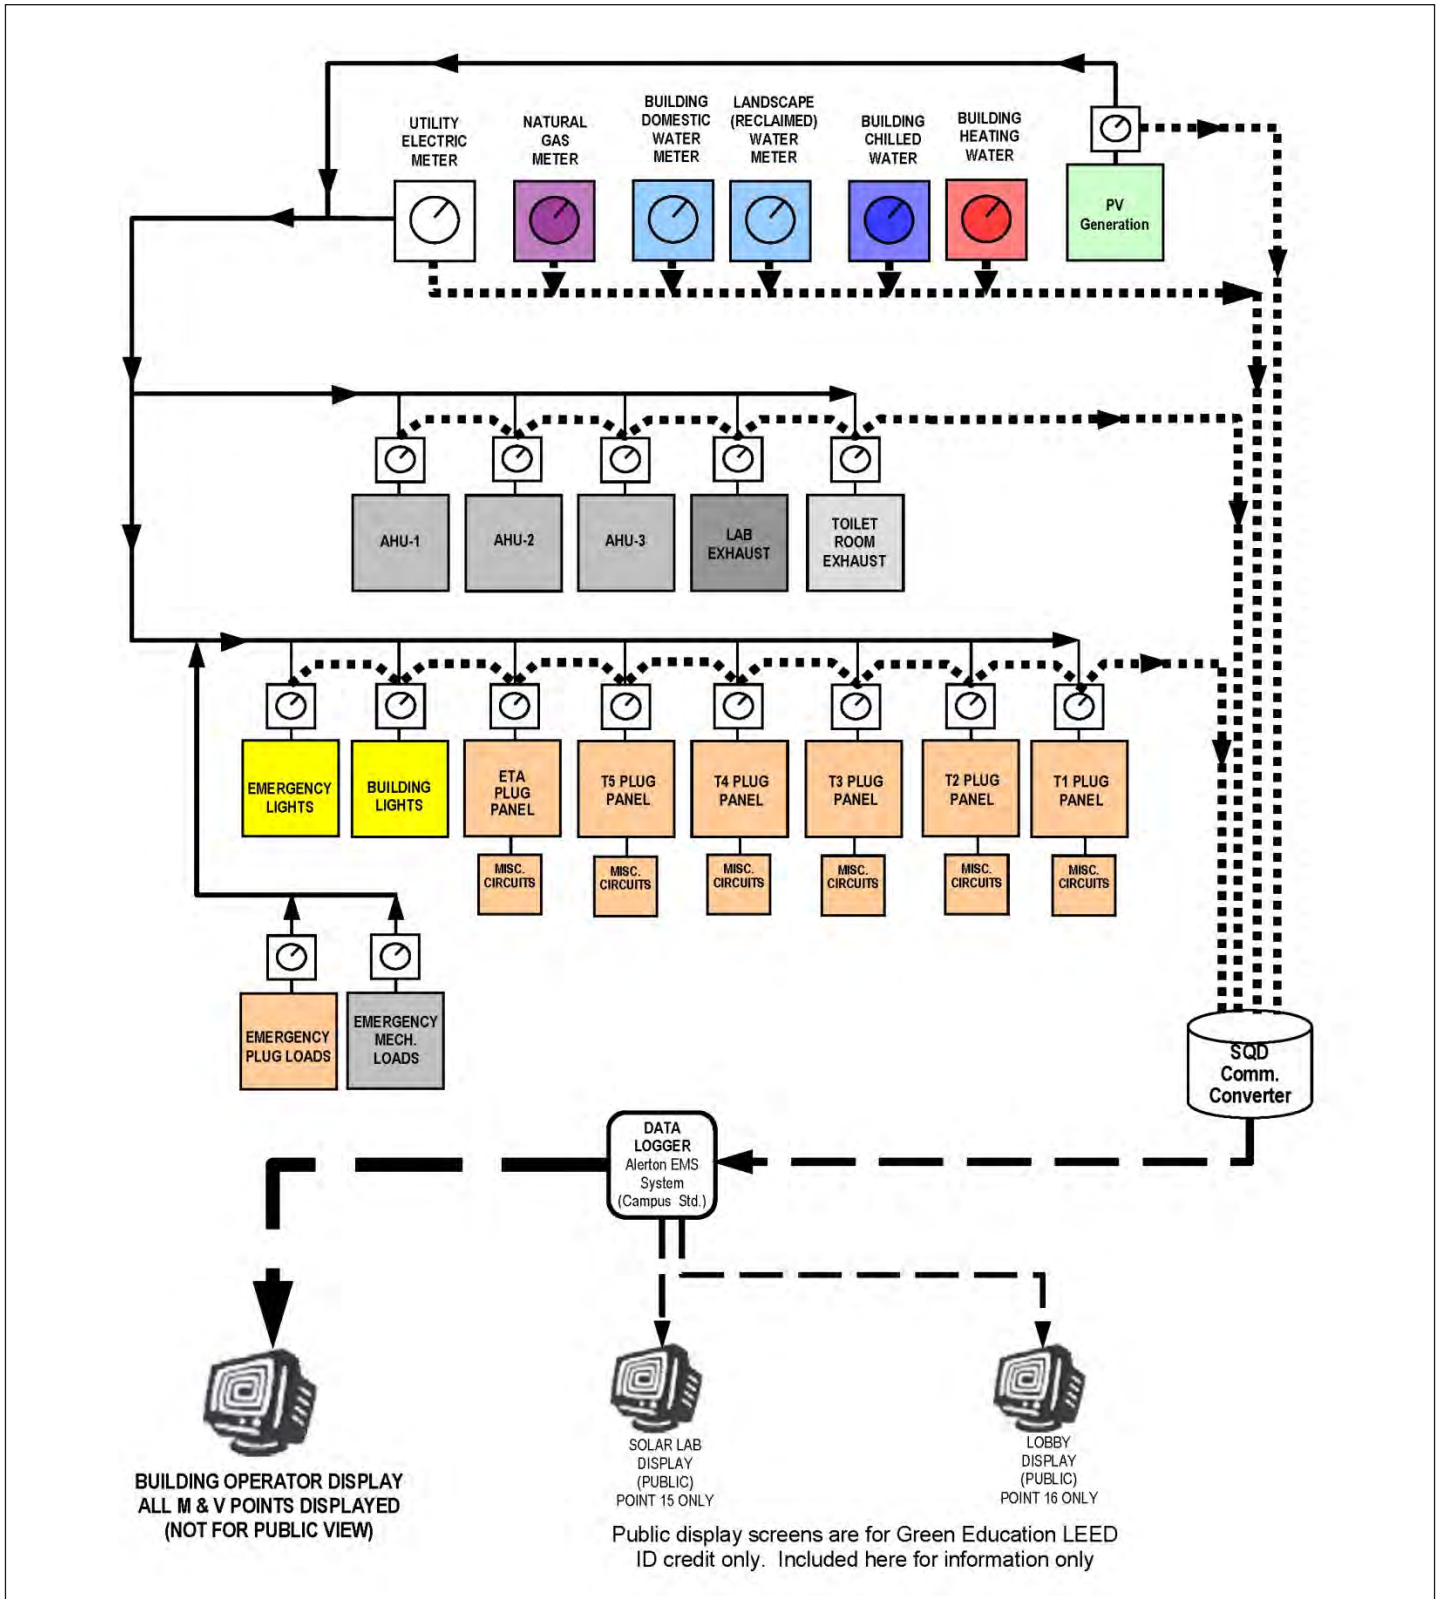 UTILITY
ELECTRIC
METER
NATURAL
GAS
METER
BUILDING
DOMESTIC
WATER
METER
LANDSCAPE
(RECLAIMED)
WATER
METER
BUILDING
CHILLED
WATER
BUILDING
HEATING
WATER
PV
Generation
AHU-1
AHU-2
AHU-3
LAB
EXHAUST
TOILET
ROOM
EXHAUST
EMERGENCY
LIGHTS
BUILDING
LIGHTS
ETA
PLUG
PANEL
T5 PLUG
PANEL
T4 PLUG
PANEL
T3 PLUG
PANEL
T2 PLUG
PANEL
T1 PLUG
PANEL
MISC.
CIRCUITS
MISC.
CIRCUITS
MISC.
CIRCUITS
MISC.
CIRCUITS
MISC.
CIRCUITS
MISC.
CIRCUITS
EMERGENCY
PLUG LOADS
EMERGENCY
MECH.
LOADS
SQD
Comm.
Converter
DATA
LOGGER
Alerton EMS
System
(Campus Std.)
BUILDING OPERATOR DISPLAY
ALL M & V POINTS DISPLAYED
(NOT FOR PUBLIC VIEW)
SOLAR LAB
DISPLAY
(PUBLIC)
POINT 15 ONLY
LOBBY
DISPLAY
(PUBLIC)
POINT 16 ONLY
Public display screens are for Green Education LEED
ID credit only. Included here for information only